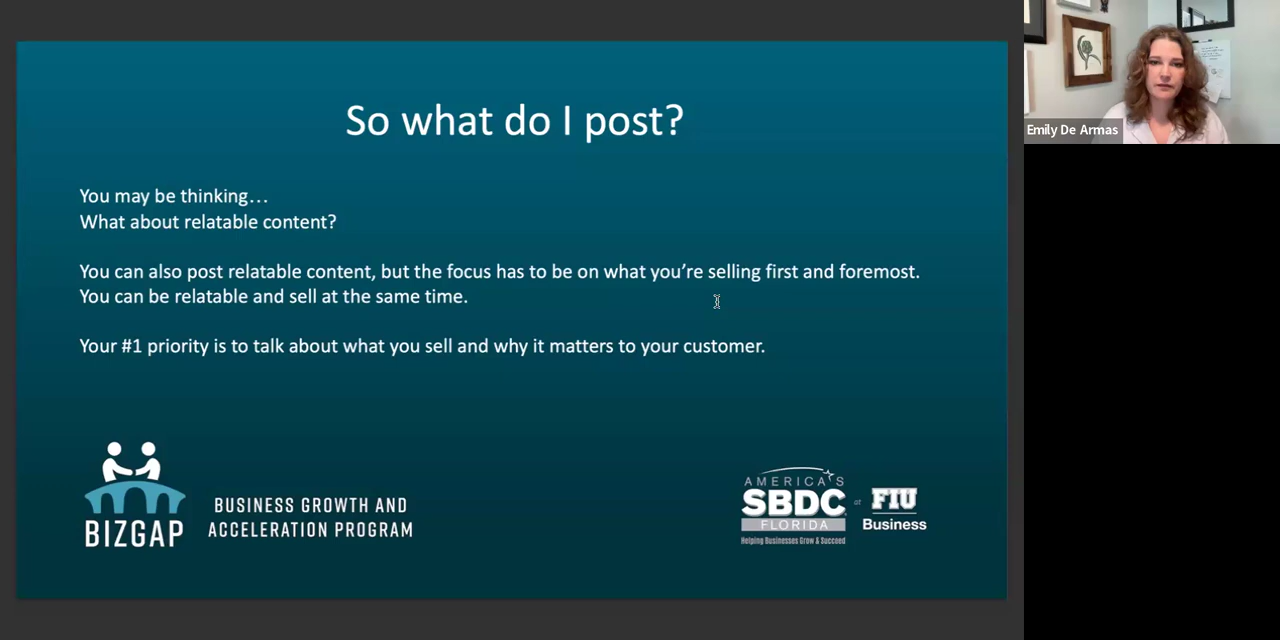 So what do I post?
You may be thinking…
What about relatable content?
You can also post relatable content, but the focus has to be on what you’re selling first and foremost.
You can be relatable and sell at the same time.
Your #1 priority is to talk about what you sell and why it matters to your customer.
BIZGAP
BUSINESS GROWTH AND
ACCELERATION PROGRAM
AMERICA'S
SBDC
FLORIDA
Helping Businesses Grow & Succeed
at
FIU
Business
Emily De Armas